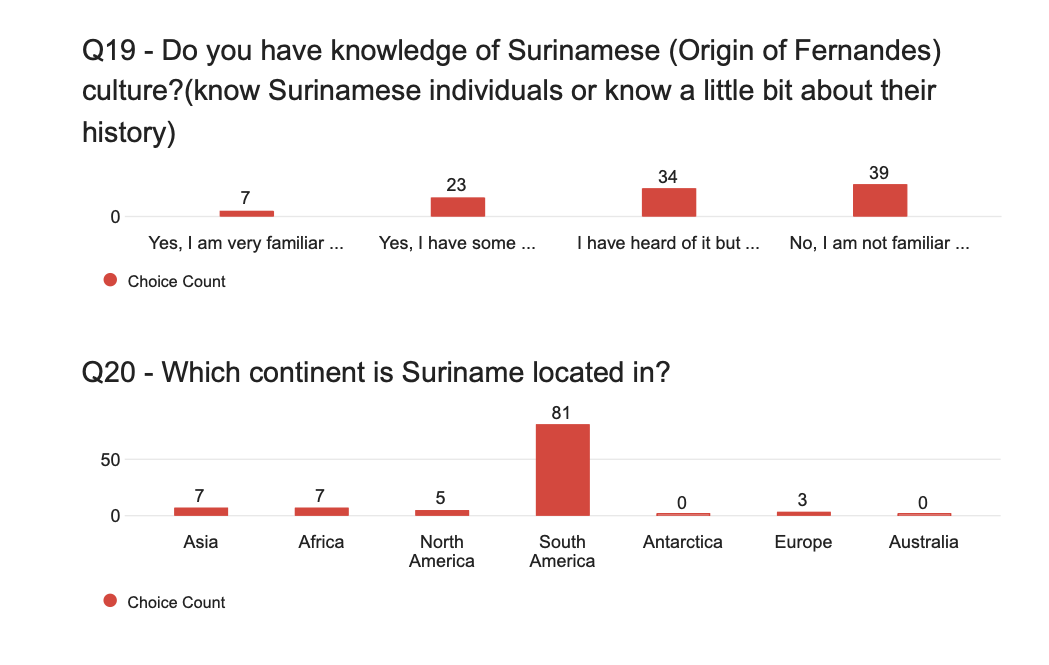 Q19 - Do you have knowledge of Surinamese (Origin of Fernandes)
culture?(know Surinamese individuals or know a little bit about their
history)
7
23
34
39
0
Yes, I am very familiar ...
Yes, I have some ...
I have heard of it but ...
No, I am not familiar ...
Choice Count
Q20 - Which continent is Suriname located in?
81
50
7
7
5
0
3
0
0
Asia
Africa
North
America
South
America
Antarctica
Europe
Australia
Choice Count